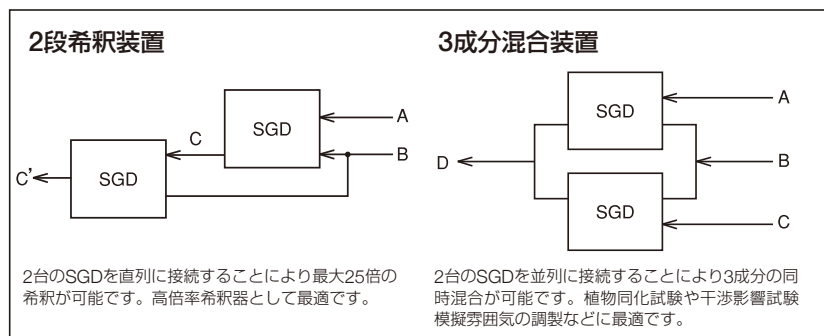 2段希釈装置
SGD
A
C
B
SGD
C'
2台のSGDを直列に接続することにより最大25倍の
希釈が可能です。高倍率希釈器として最適です。
3成分混合装置
SGD
A
D
B
SGD
C
2台のSGDを並列に接続することにより3成分の同
時混合が可能です。植物同化試験や干渉影響試験
模擬雰囲気の調製などに最適です。